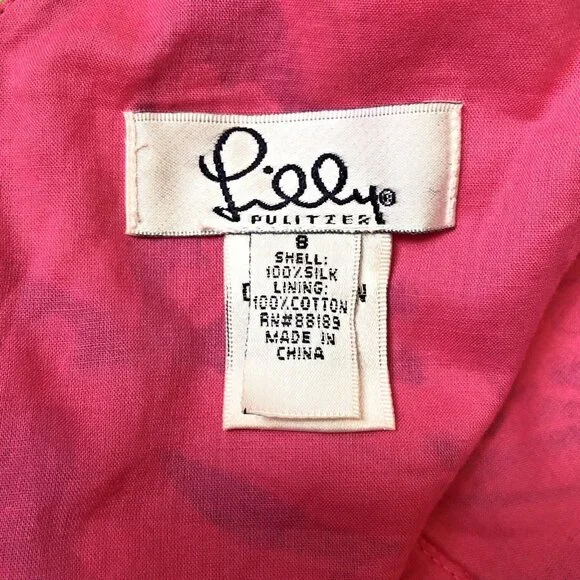 Lilly®
PULITZER
8
SHELL:
100% SILK
LINING:
100% COTTON
RN#88189
MADE IN
CHINA